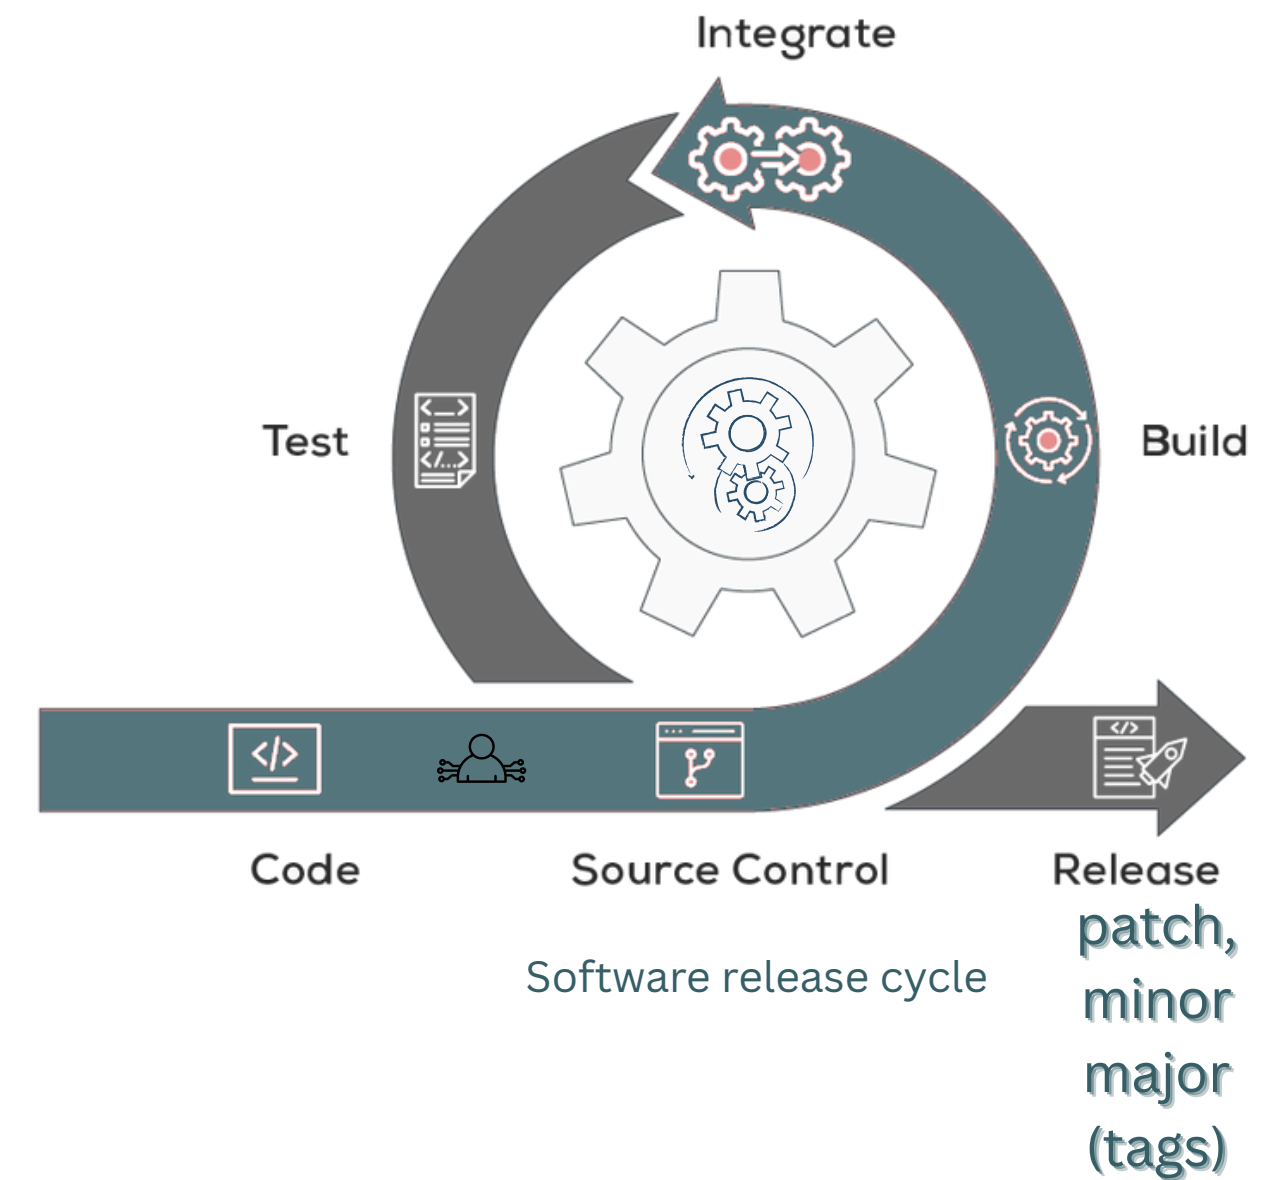 Integrate
Test
Build
Code
Source Control
Release
Software release cycle
patch,
minor
major
(tags)